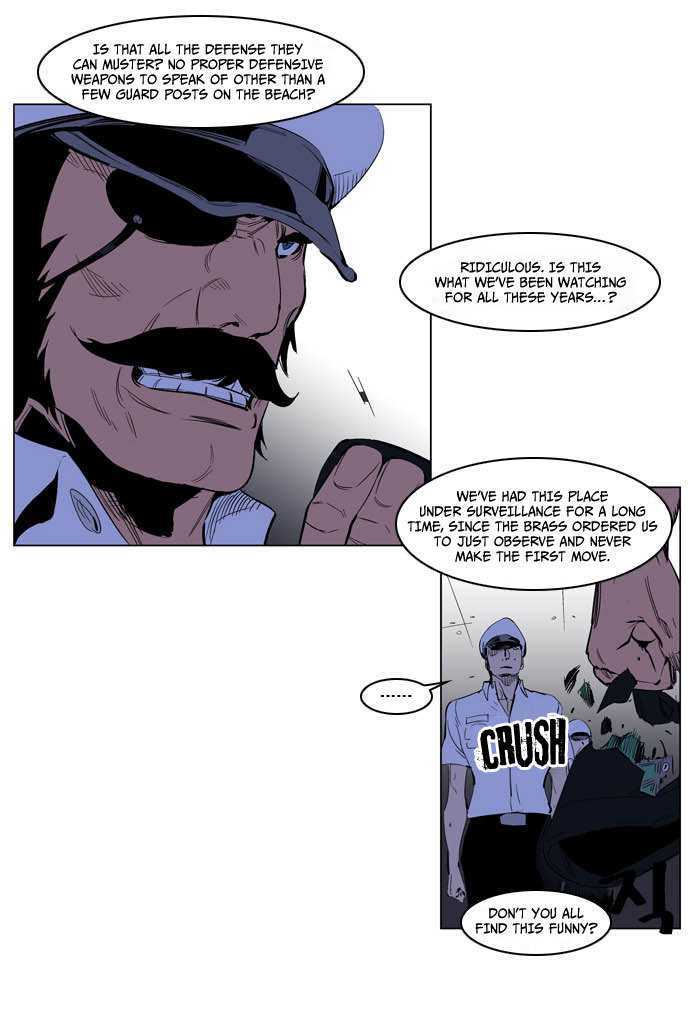 IS THAT ALL THE DEFENSE THEY
CAN MUSTER? NO PROPER DEFENSIVE
WEAPONS TO SPEAK OF OTHER THAN A
FEW GUARD POSTS ON THE BEACH?
RIDICULOUS. IS THIS
WHAT WE'VE BEEN WATCHING
FOR ALL THESE YEARS...?
WE'VE HAD THIS PLACE
UNDER SURVEILLANCE FOR A LONG
TIME, SINCE THE BRASS ORDERED US
TO JUST OBSERVE AND NEVER
MAKE THE FIRST MOVE.
------
CRUSH
직
DON'T YOU ALL
FIND THIS FUNNY?